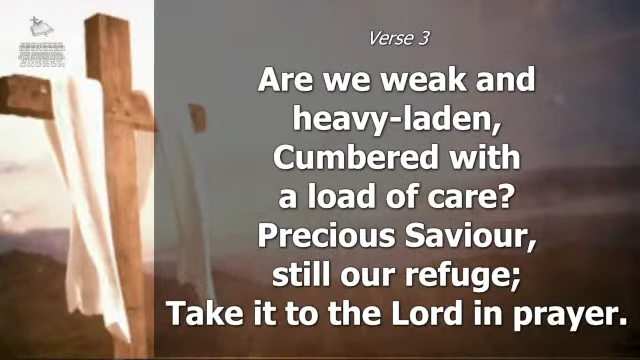 Verse 3
Are we weak and
heavy-laden,
Cumbered with
a load of care?
Precious Saviour,
still our refuge;
Take it to the Lord in prayer.